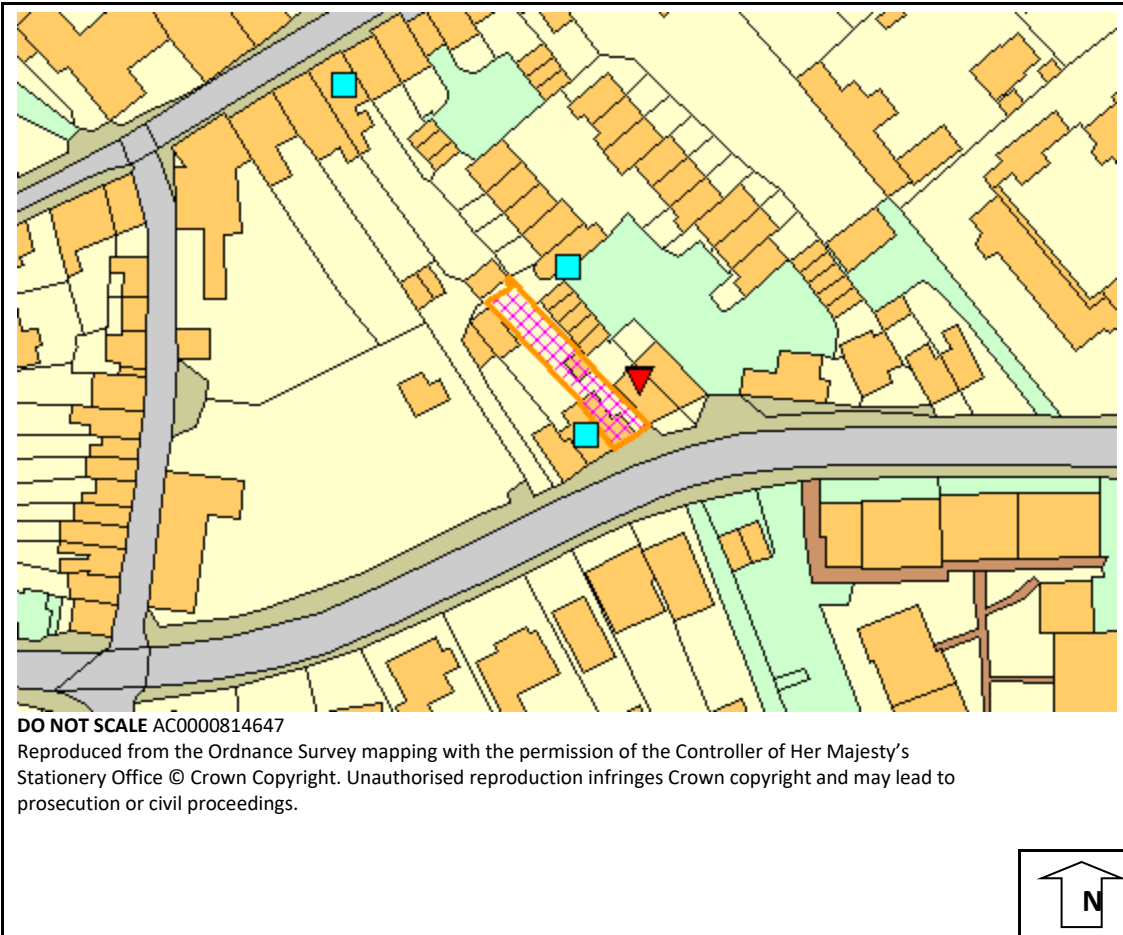 DO NOT SCALE AC0000814647
Reproduced from the Ordnance Survey mapping with the permission of the Controller of Her Majesty's
Stationery Office © Crown Copyright. Unauthorised reproduction infringes Crown copyright and may lead to
prosecution or civil proceedings.
N